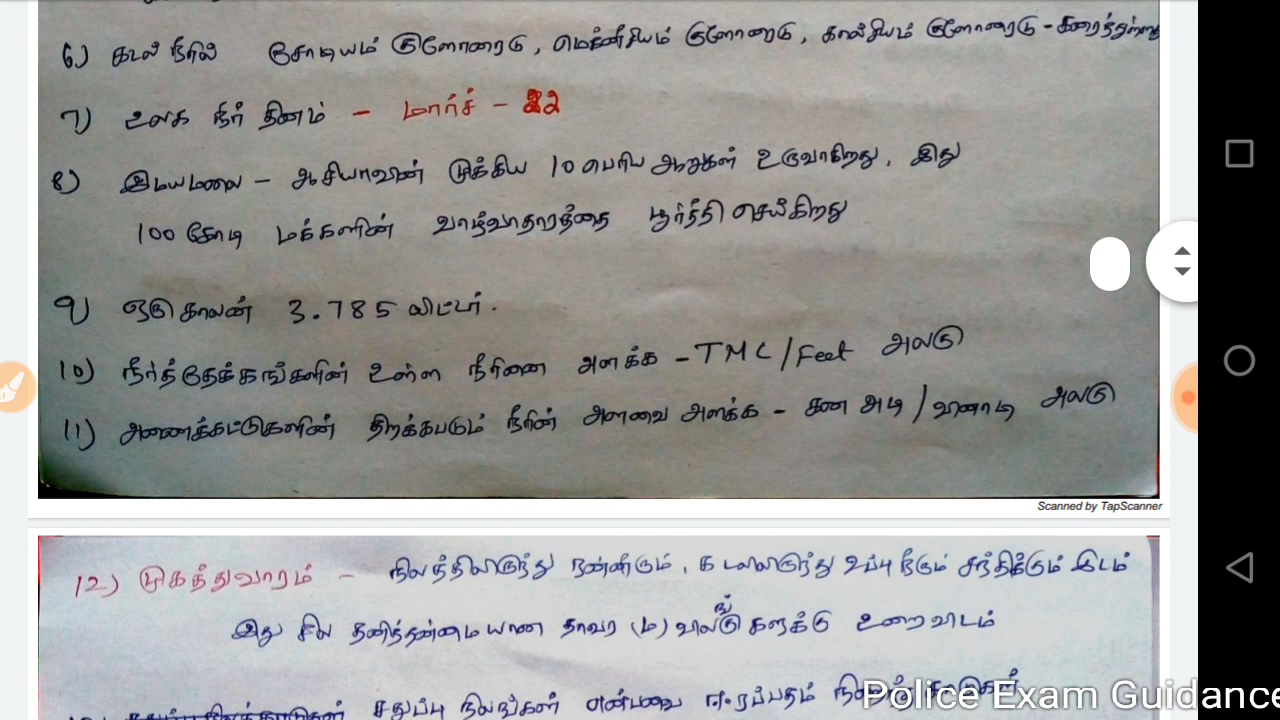 6) கடல் நீரில் சோடியம் குளோரைடு, மெக்னீசியம் குளோரைடு, கால்சியம் குளோரைடு - கரைந்துள்ளது
7) உலக நீர் தினம் - மார்ச் - 22
8) இமயமலை - ஆசியாவின் முக்கிய 10 பெரிய ஆறுகள் உருவாகிறது, இது
100 கோடி மக்களின் வாழ்வாதாரத்தை பூர்த்தி செய்கிறது
9) ஒரு காலன் 3.785 லிட்டர்.
10) நீர்த்தேக்கங்களின் உள்ள நீரினை அளக்க - TMC/Feet அலகு
11) அணைக்கட்டுகளின் திறக்கபடும் நீரின் அளவை அளக்க - கன அடி / வினாடி அலகு
Scanned by TapScanner
12) முகத்துவாரம் - நிலத்திலிருந்து நன்னீரும், கடலிலிருந்து உப்பு நீரும் சந்திக்கும் இடம்
இது சில தனித்தன்மையான தாவர (ம) விலங்குகளுக்கு உறைவிடம்
சதுப்பு நிலங்கள் என்பவை ஈரப்பதம்
Police Exam Guidance